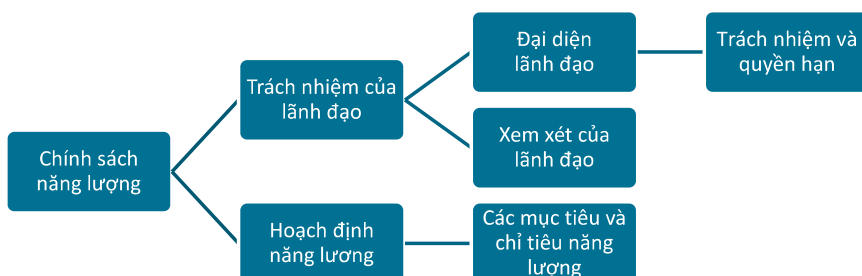 Đại diện
lãnh đạo
Trách nhiệm và
quyền hạn
Trách nhiệm của
lãnh đạo
Xem xét của
lãnh đạo
Chính sách
năng lượng
Hoạch định
năng lượng
Các mục tiêu và
chỉ tiêu năng
lượng